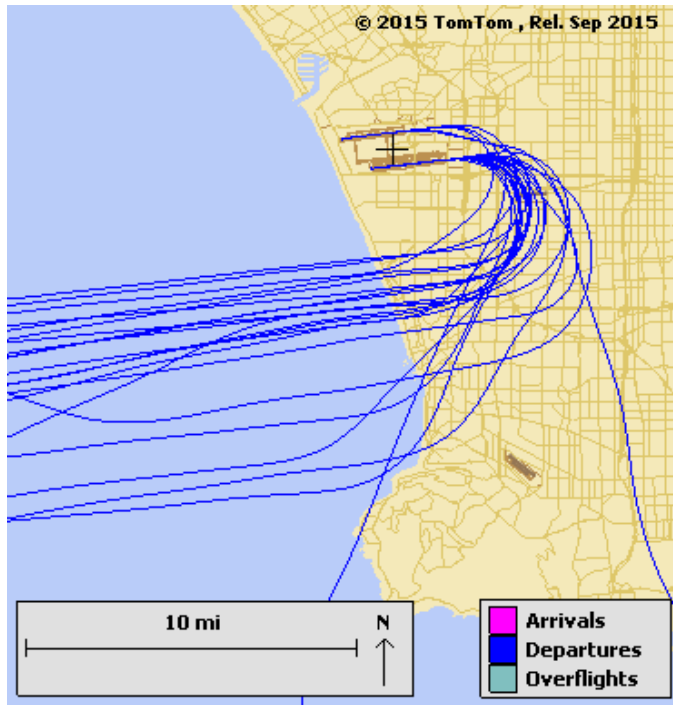 © 2015 TomTom , Rel. Sep 2015
10 mi
N
Arrivals
Departures
Overflights